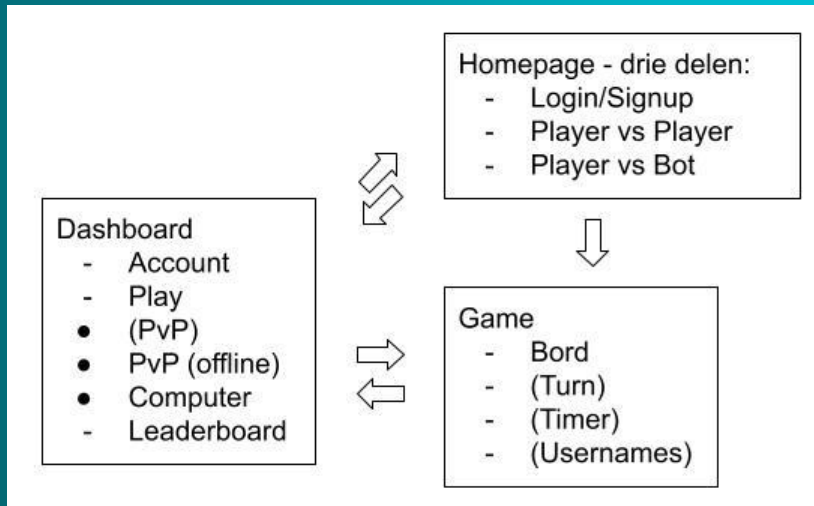 Homepage - drie delen:
- Login/Signup
- Player vs Player
- Player vs Bot
Dashboard
- Account
- Play
● (PvP)
● PvP (offline)
● Computer
- Leaderboard
Game
- Bord
- (Turn)
- (Timer)
- (Usernames)